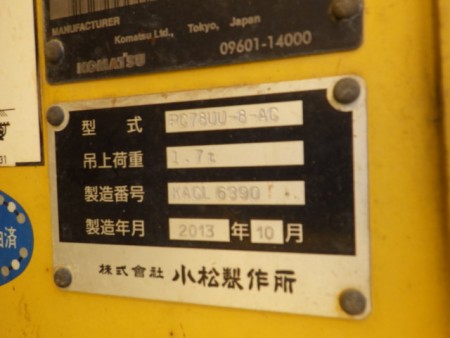 MANUFACTURER
Komatsu Ltd., Tokyo, Japan
09601-14000
KOMATSU
型 式 PC78UU-8-AC
吊上荷重 1.7t
製造番号
製造年月 2013 年 10 月
株式會社 小松製作所
済